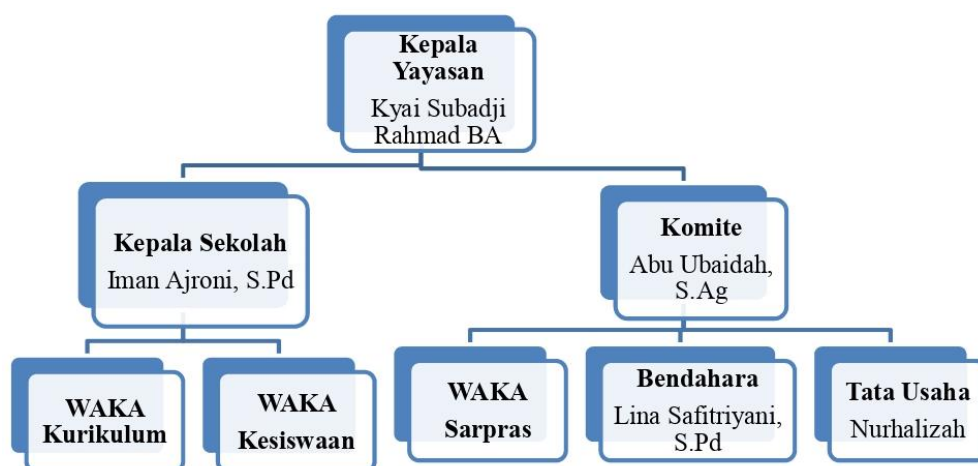 Kepala
Yayasan
Kyai Subadji
Rahmad BA
Kepala Sekolah
Iman Ajroni, S.Pd
Komite
Abu Ubaidah,
S.Ag
WAKA
Kurikulum
WAKA
Kesiswaan
WAKA
Sarpras
Bendahara
Lina Safitriyani,
S.Pd
Tata Usaha
Nurhalizah